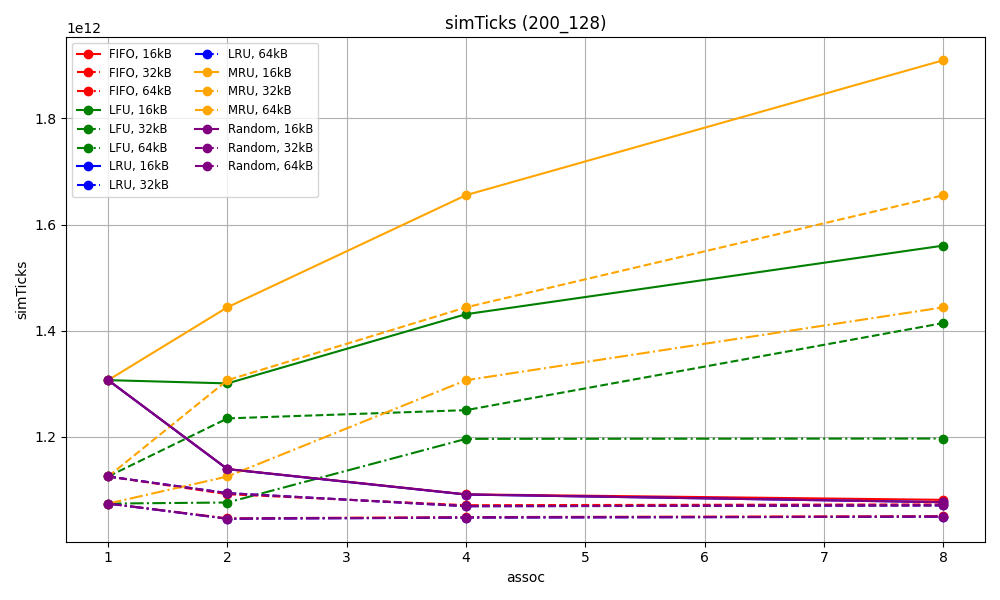 simTicks (200_128)
1e12
FIFO, 16kB
FIFO, 32kB
FIFO, 64kB
LFU, 16kB
LFU, 32kB
LFU, 64kB
LRU, 16kB
LRU, 32kB
LRU, 64kB
MRU, 16kB
MRU, 32kB
MRU, 64kB
Random, 16kB
Random, 32kB
Random, 64kB
1.8
1.6
1.4
1.2
simTicks
1 2 3 4 5 6 7 8
assoc